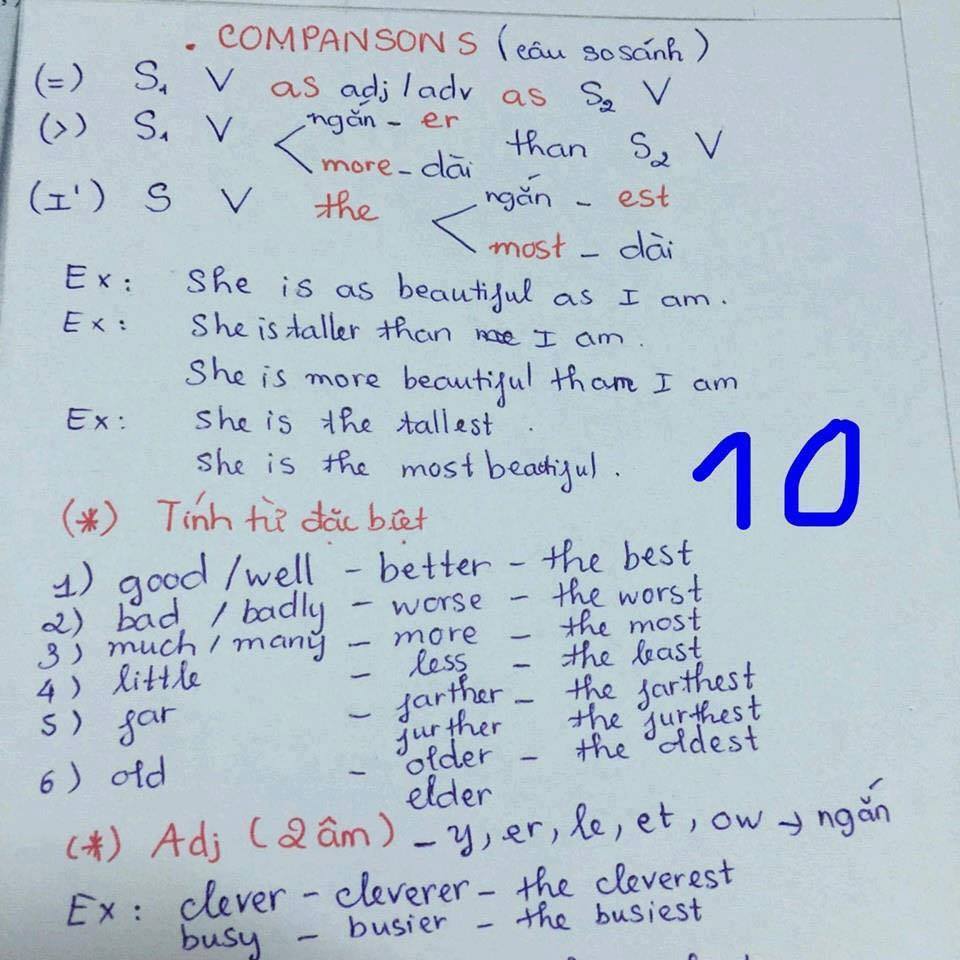 . COMPANSONS (câu so sánh)
(=) S1 V as adj/adv as S2 V
(>) S1 V < ngắn - er than S2 V
more - dài
(I') S V the < ngắn - est
most - dài
Ex: She is as beautiful as I am.
Ex: She is taller than I am.
She is more beautiful than I am
Ex: She is the tallest.
She is the most beautiful.
10
(*) Tính từ đặc biệt
1) good/well - better - the best
2) bad / badly - worse - the worst
3) much/many - more - the most
4) little - less - the least
5) far - farther - the farthest
further the furthest
6) old - older - the oldest
elder
(*) Adj (2 âm) - y, er, le, et, ow → ngắn
Ex: clever - cleverer - the cleverest
busy - busier - the busiest